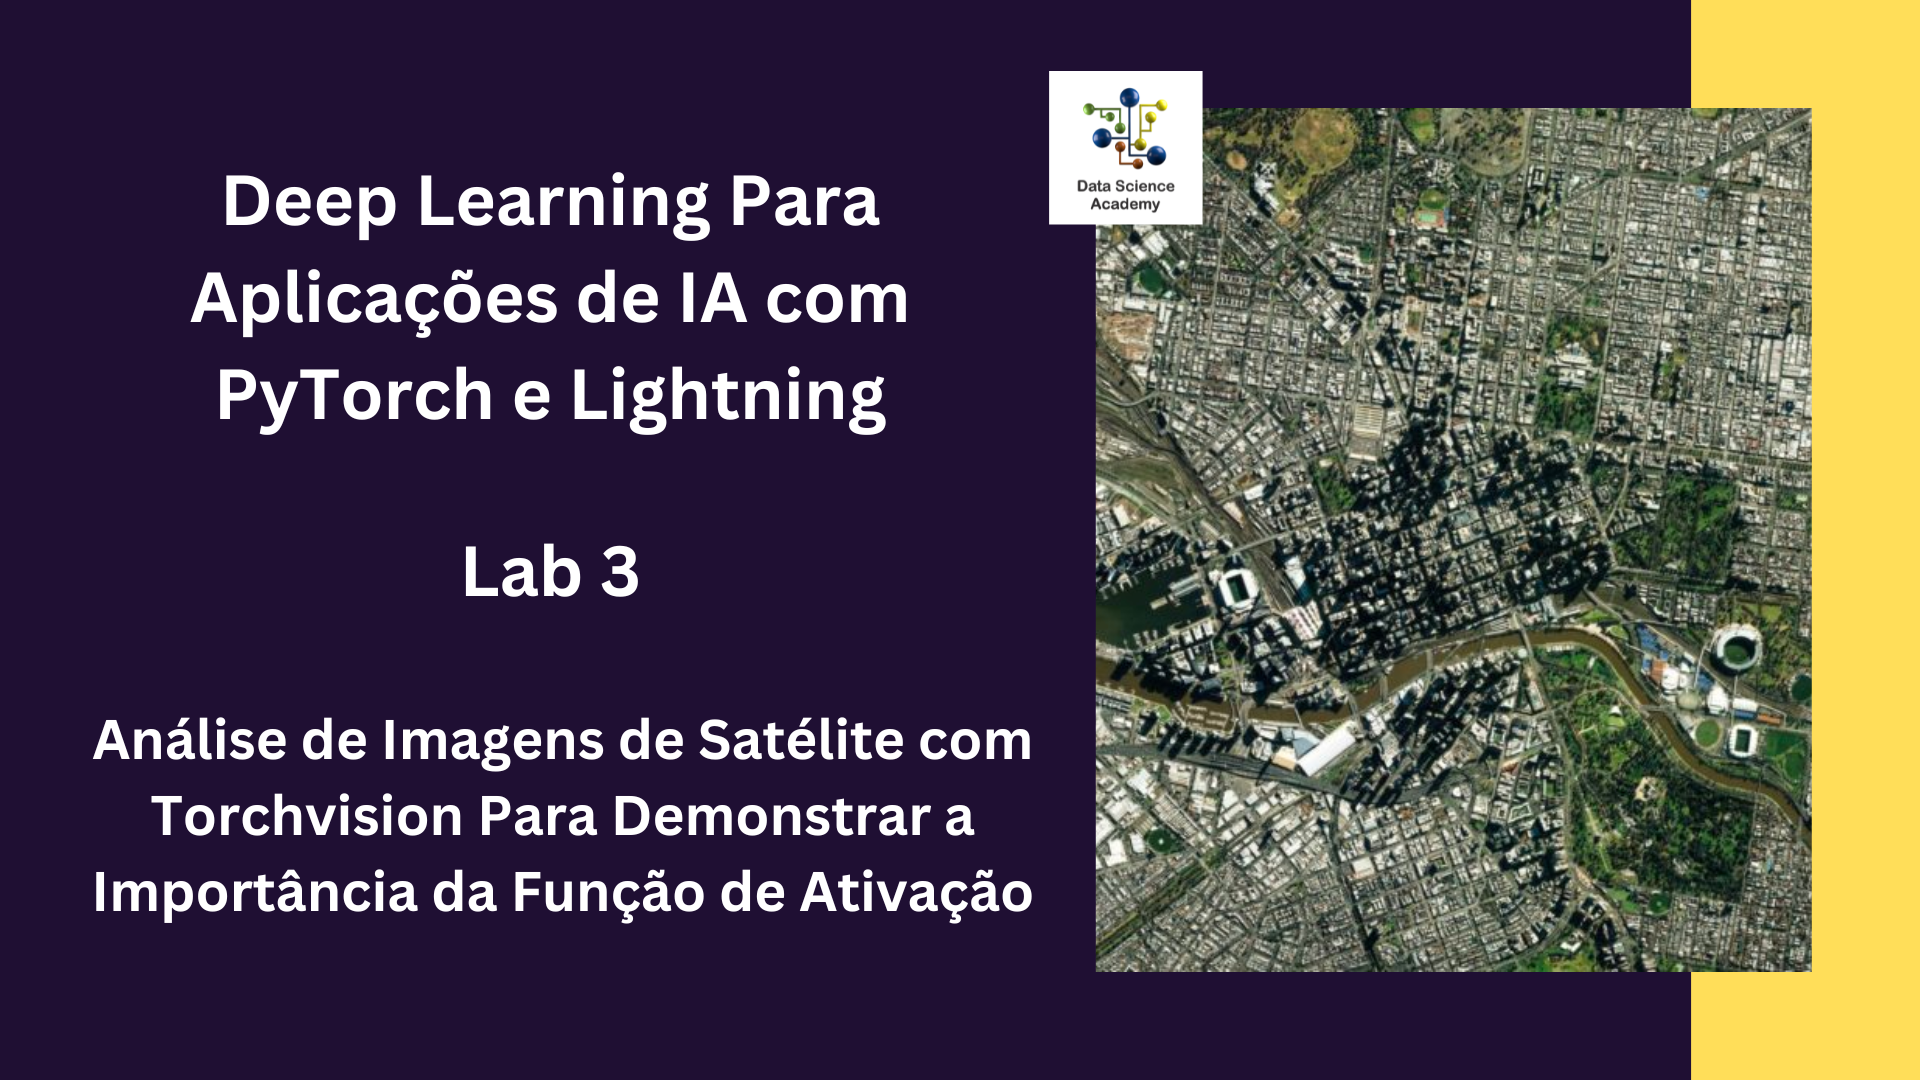 Deep Learning Para
Aplicações de IA com
PyTorch e Lightning
Lab 3
Análise de Imagens de Satélite com
Torchvision Para Demonstrar a
Importância da Função de Ativação
Data Science
Academy